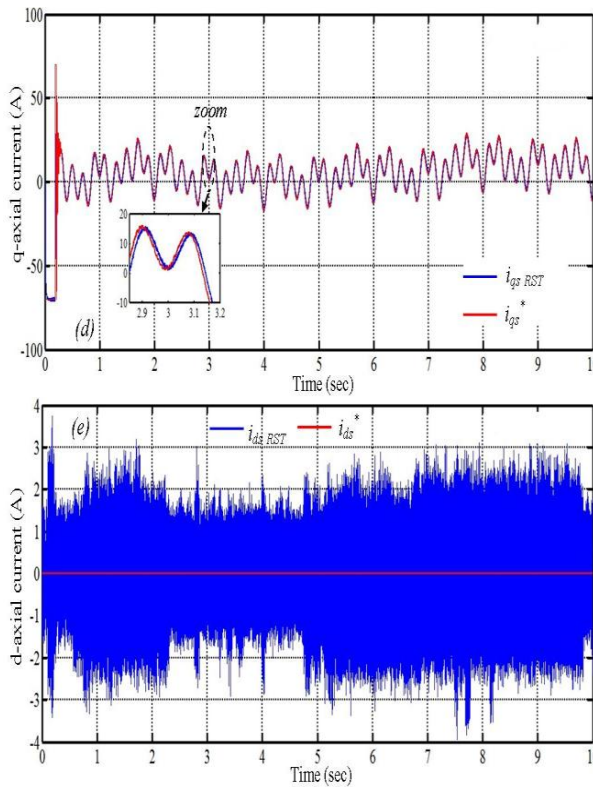 100
50
0
-50
-100
q-axial current (A)
zoom
20
10
0
-10
2.9 3 3.1 3.2
(d)
i_qs RST
i_qs*
0 1 2 3 4 5 6 7 8 9 10
Time (sec)
4
3
2
1
0
-1
-2
-3
-4
d-axial current (A)
(e)
i_ds RST i_ds*
0 1 2 3 4 5 6 7 8 9 10
Time (sec)